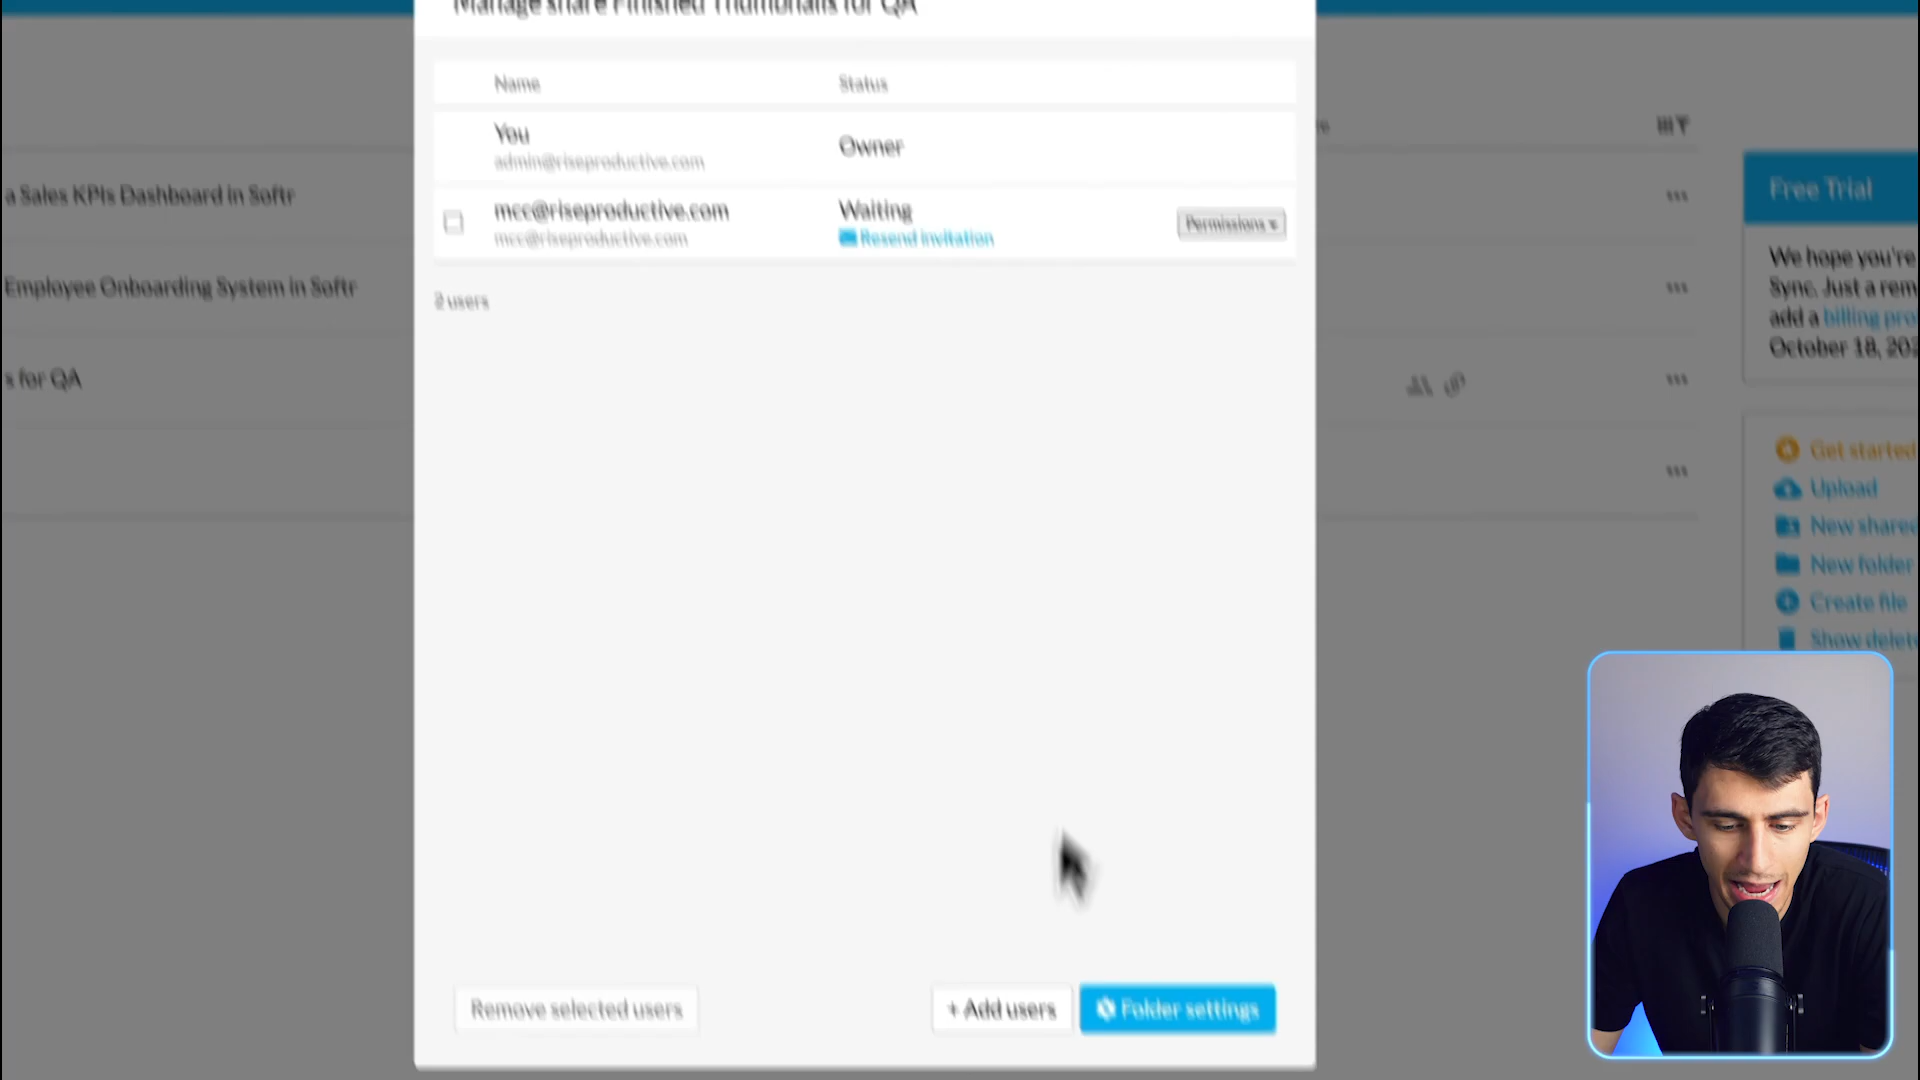 Manage share Finished Thumbnails for QA
Name
Status
You
admin@riseproductive.com
Owner
mcc@riseproductive.com
mcc@riseproductive.com
Waiting
Resend invitation
Permissions
2 users
Remove selected users
+ Add users
Folder settings
a Sales KPIs Dashboard in Softr
Employee Onboarding System in Softr
s for QA
Free Trial
We hope you're
Sync. Just a rem
add a billing pro
October 18, 202
Get started
Upload
New shared
New folder
Create file
Show delete